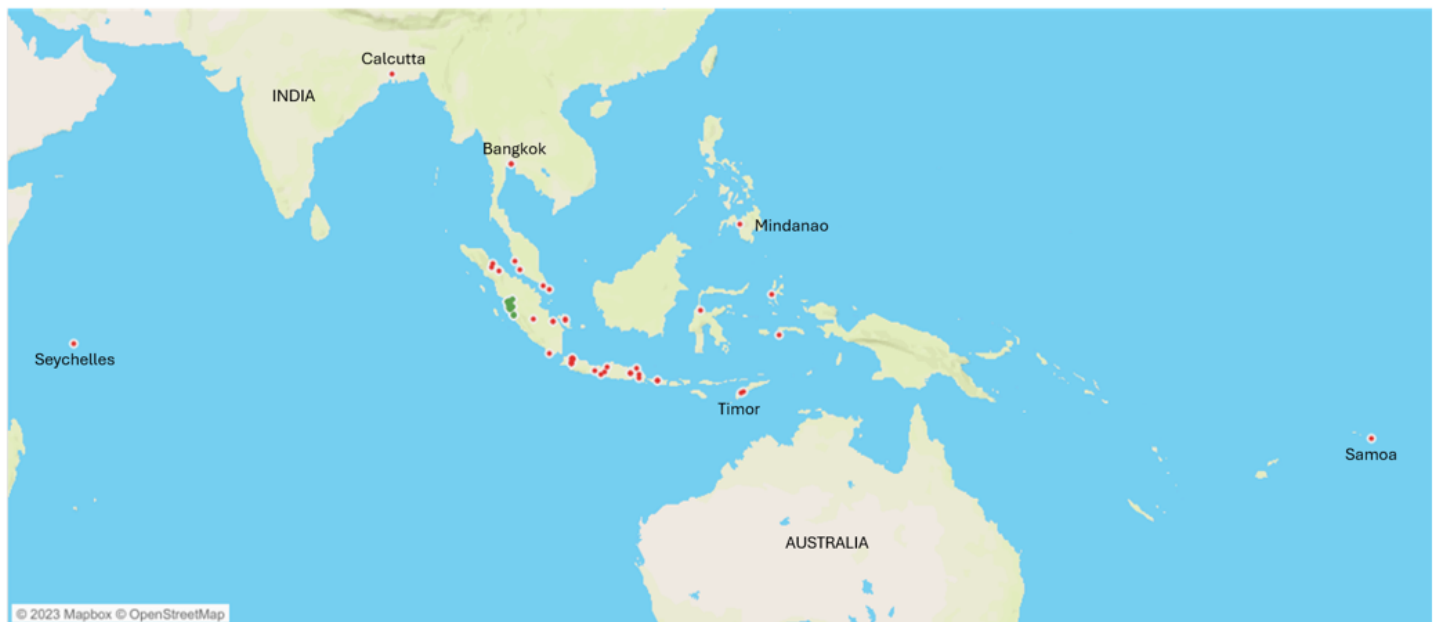 Calcutta
INDIA
Bangkok
Mindanao
Seychelles
Timor
Samoa
AUSTRALIA
© 2023 Mapbox © OpenStreetMap